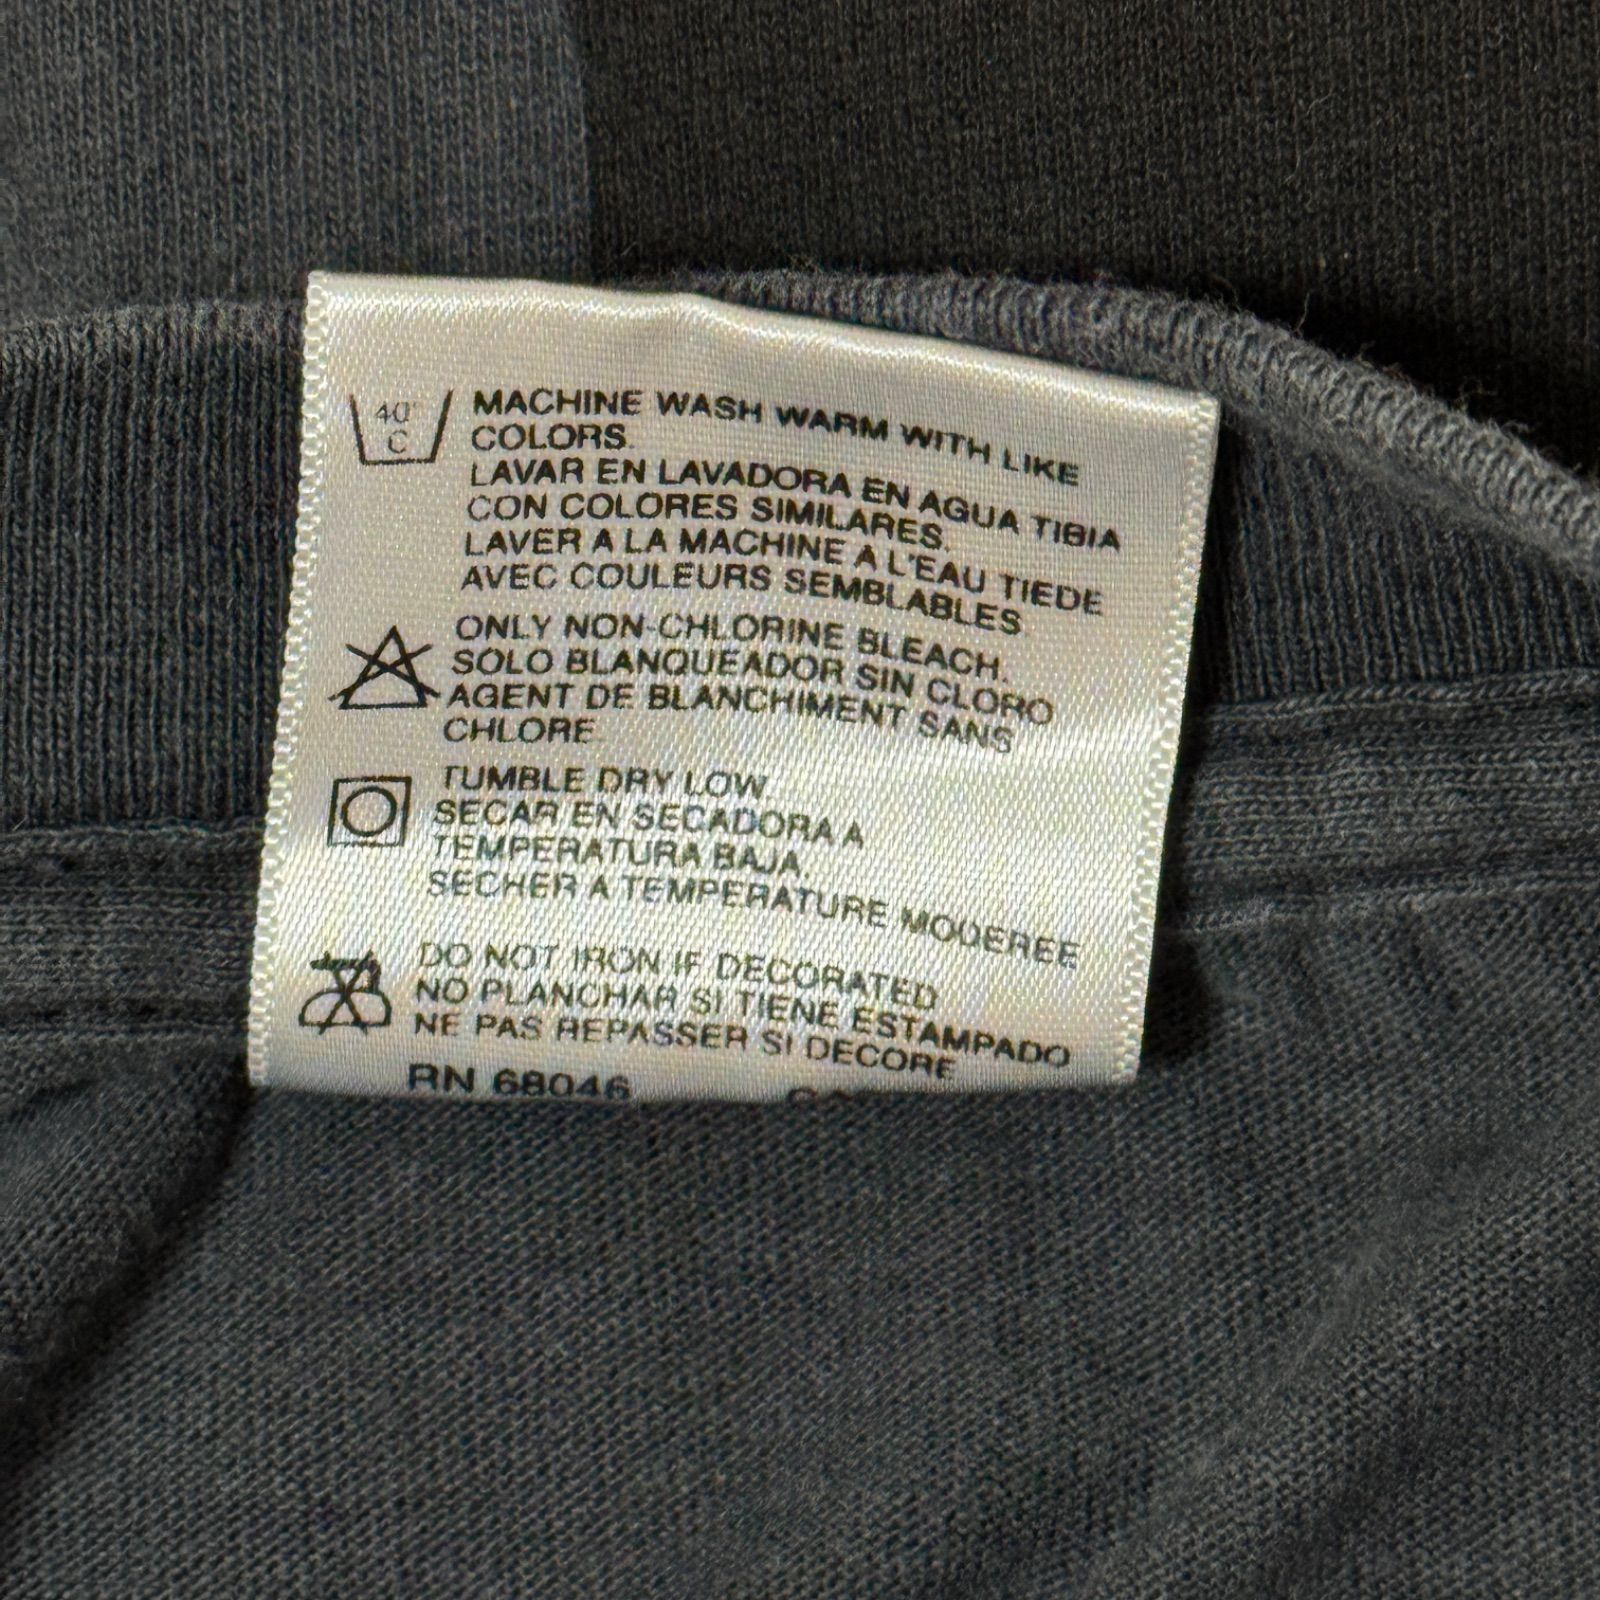 40°
C
MACHINE WASH WARM WITH LIKE
COLORS.
LAVAR EN LAVADORA EN AGUA TIBIA
CON COLORES SIMILARES.
LAVER A LA MACHINE A L'EAU TIEDE
AVEC COULEURS SEMBLABLES.
ONLY NON-CHLORINE BLEACH.
SOLO BLANQUEADOR SIN CLORO
AGENT DE BLANCHIMENT SANS
CHLORE.
TUMBLE DRY LOW.
SECAR EN SECADORA A
TEMPERATURA BAJA.
SECHER A TEMPERATURE MODEREE
DO NOT IRON IF DECORATED
NO PLANCHAR SI TIENE ESTAMPADO
NE PAS REPASSER SI DECORE
RN 68046